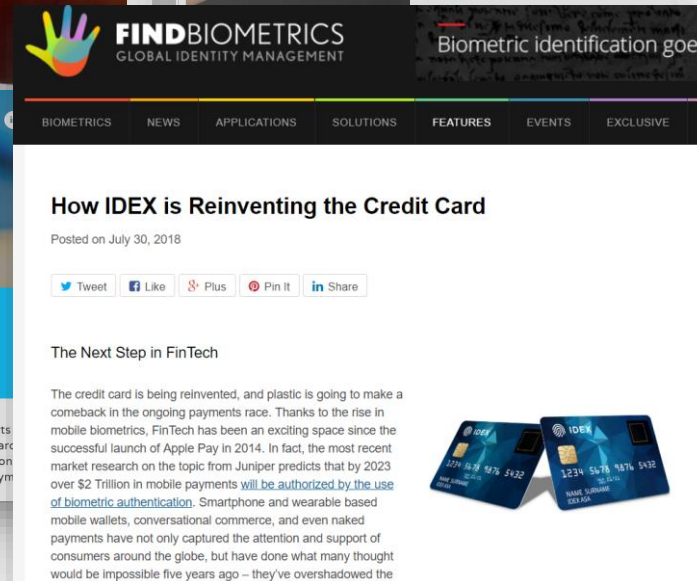 FINDBIOMETRICS
GLOBAL IDENTITY MANAGEMENT
Biometric identification goe
BIOMETRICS NEWS APPLICATIONS SOLUTIONS FEATURES EVENTS EXCLUSIVE
How IDEX is Reinventing the Credit Card
Posted on July 30, 2018
Tweet Like Plus Pin It in Share
The Next Step in FinTech
The credit card is being reinvented, and plastic is going to make a
comeback in the ongoing payments race. Thanks to the rise in
mobile biometrics, FinTech has been an exciting space since the
successful launch of Apple Pay in 2014. In fact, the most recent
market research on the topic from Juniper predicts that by 2023
over $2 Trillion in mobile payments will be authorized by the use
of biometric authentication. Smartphone and wearable based
mobile wallets, conversational commerce, and even naked
payments have not only captured the attention and support of
consumers around the globe, but have done what many thought
would be impossible five years ago – they've overshadowed the
IDEX
1234 5678 9876 5432
IDEX
1234 5678 9876 5432
NAME SURNAME
IDEX ASA